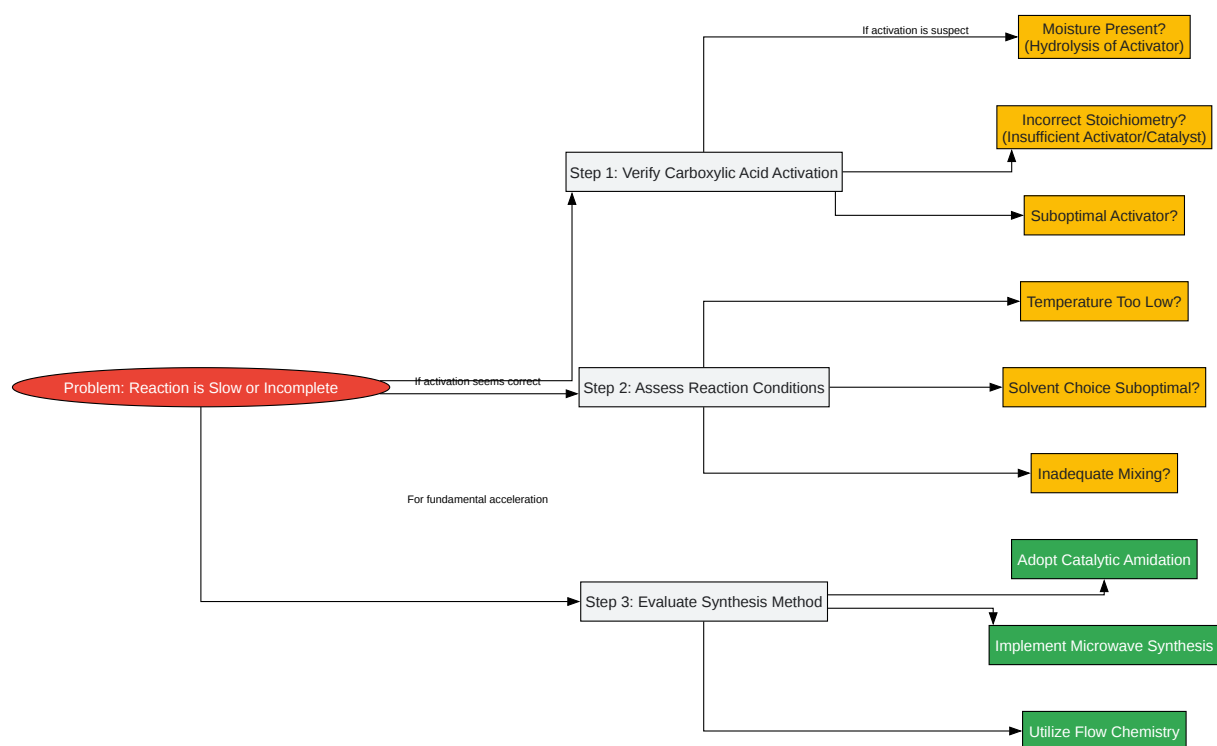 If activation is suspect
Moisture Present?
(Hydrolysis of Activator)
Incorrect Stoichiometry?
(Insufficient Activator/Catalyst)
Step 1: Verify Carboxylic Acid Activation
Suboptimal Activator?
Temperature Too Low?
Problem: Reaction is Slow or Incomplete
If activation seems correct
Step 2: Assess Reaction Conditions
Solvent Choice Suboptimal?
Inadequate Mixing?
For fundamental acceleration
Adopt Catalytic Amidation
Step 3: Evaluate Synthesis Method
Implement Microwave Synthesis
Utilize Flow Chemistry